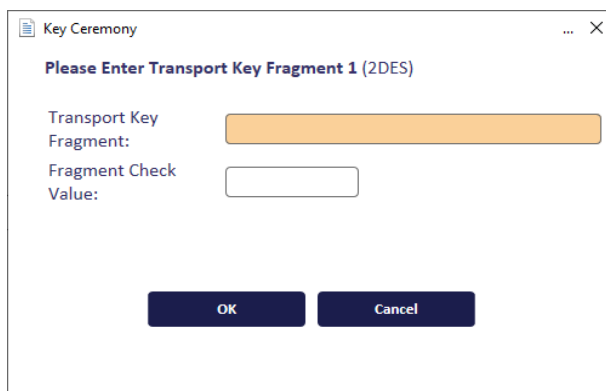 Key Ceremony
...
Please Enter Transport Key Fragment 1 (2DES)
Transport Key
Fragment:
Fragment Check
Value:
OK
Cancel